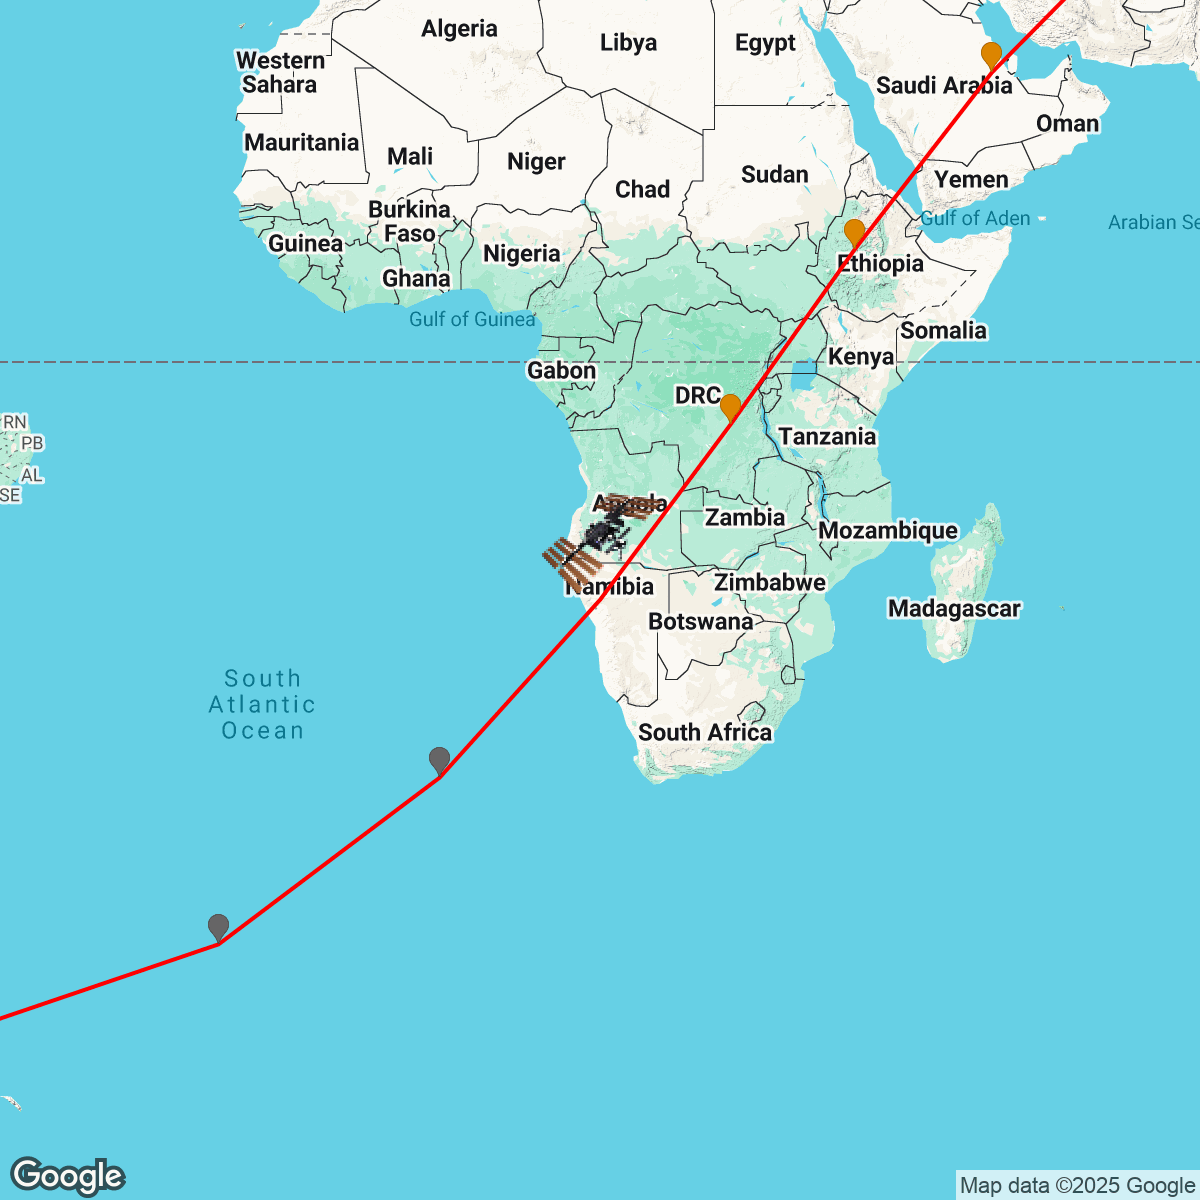 Algeria
Libya
Egypt
Western
Sahara
Saudi Arabia
Oman
Mauritania
Mali
Niger
Chad
Sudan
Yemen
Burkina
Faso
Gulf of Aden
Arabian Se
Guinea
Nigeria
Ethiopia
Ghana
Gulf of Guinea
Somalia
Gabon
Kenya
DRC
RN
PB
Tanzania
AL
SE
Angola
Zambia
Mozambique
Namibia
Zimbabwe
Botswana
Madagascar
South
Atlantic
Ocean
South Africa
Google
Map data ©2025 Google